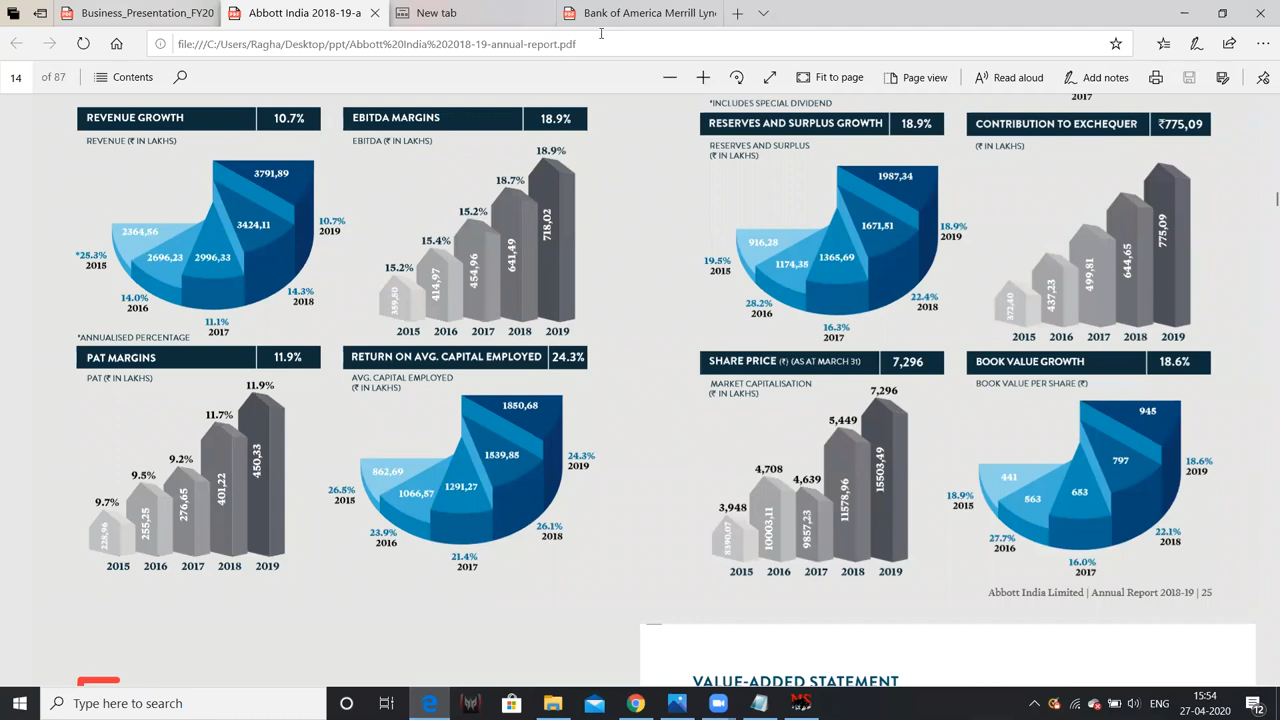 Business_Presentation_FY20
Abbott India 2018-19-a
New tab
Bank of America Merrill Lyn
file:///C:/Users/Ragha/Desktop/ppt/Abbott%20India%202018-19-annual-report.pdf
14 of 87
Contents
Fit to page
Page view
Read aloud
Add notes
REVENUE GROWTH 10.7%
REVENUE (₹ IN LAKHS)
3791,89
3424,11
2996,33
2696,23
2364,56
10.7%
2019
14.3%
2018
11.1%
2017
14.0%
2016
*25.3%
2015
*ANNUALISED PERCENTAGE
EBITDA MARGINS 18.9%
EBITDA (₹ IN LAKHS)
15.2%
15.4%
15.2%
18.7%
18.9%
359,50
414,97
454,96
641,49
718,02
2015 2016 2017 2018 2019
PAT MARGINS 11.9%
PAT (₹ IN LAKHS)
9.7%
9.5%
9.2%
11.7%
11.9%
228,96
255,25
276,65
401,22
450,33
2015 2016 2017 2018 2019
RETURN ON AVG. CAPITAL EMPLOYED 24.3%
AVG. CAPITAL EMPLOYED
(₹ IN LAKHS)
1850,68
1539,85
1291,27
1066,57
862,69
24.3%
2019
26.1%
2018
21.4%
2017
23.9%
2016
26.5%
2015
*INCLUDES SPECIAL DIVIDEND
2017
RESERVES AND SURPLUS GROWTH 18.9%
RESERVES AND SURPLUS
(₹ IN LAKHS)
1987,34
1671,51
1365,69
1174,35
916,28
18.9%
2019
22.4%
2018
16.3%
2017
28.2%
2016
19.5%
2015
CONTRIBUTION TO EXCHEQUER ₹775,09
(₹ IN LAKHS)
372,40
437,23
499,81
644,65
775,09
2015 2016 2017 2018 2019
SHARE PRICE (₹) (AS AT MARCH 31) 7,296
MARKET CAPITALISATION
(₹ IN LAKHS)
3,948
4,708
4,639
5,449
7,296
8390,07
10003,11
9857,23
11578,96
15503,49
2015 2016 2017 2018 2019
BOOK VALUE GROWTH 18.6%
BOOK VALUE PER SHARE (₹)
945
797
653
563
441
18.6%
2019
22.1%
2018
16.0%
2017
27.7%
2016
18.9%
2015
Abbott India Limited | Annual Report 2018-19 | 25
VALUE-ADDED STATEMENT
Type here to search
ENG
15:54
27-04-2020
12